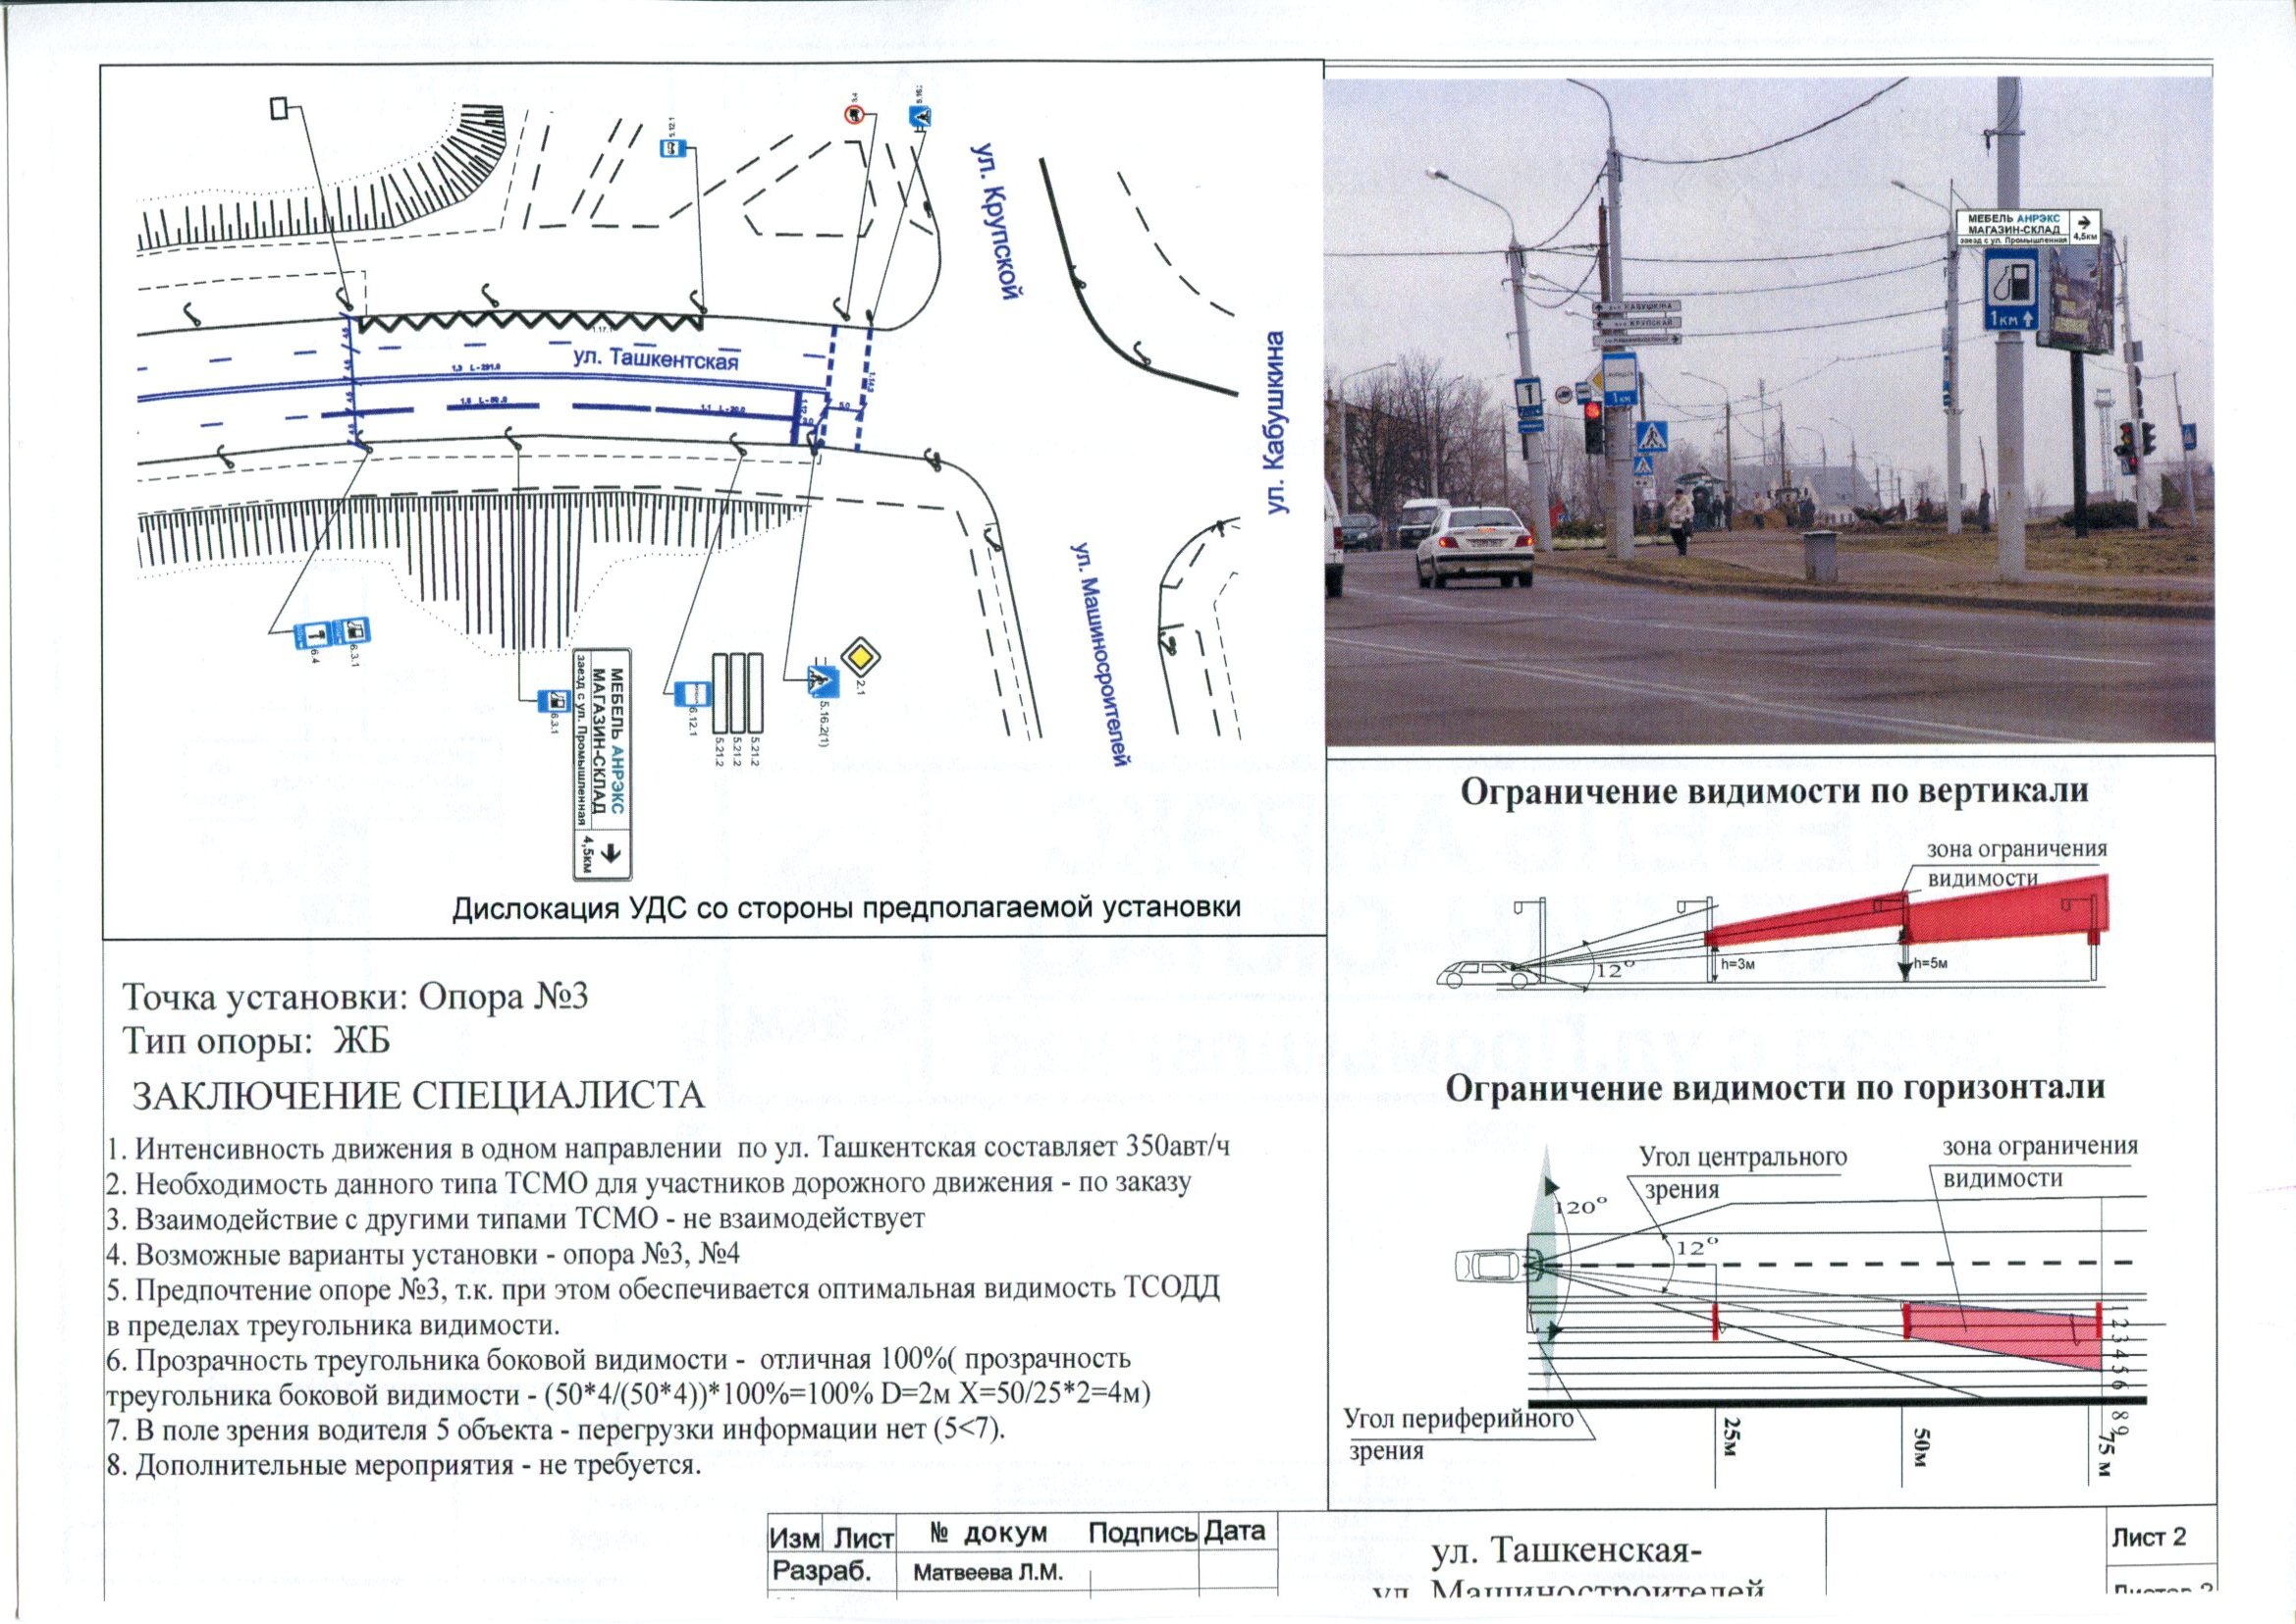 ул. Крупской
ул. Ташкентская
ул. Кабушкина
ул. Машиносроителей
1.17.1
5.12.1
1.14.3
1.12
5.0
6.4
6.3.1
6.3.1
МЕБЕЛЬ АНРЭКС
МАГАЗИН-СКЛАД
заезд с ул. Промышленная
4,5км
6.12.1
5.21.2
5.21.2
5.21.2
5.16.2(1)
2.1
Дислокация УДС со стороны предполагаемой установки
МЕБЕЛЬ АНРЭКС
МАГАЗИН-СКЛАД
заезд с ул. Промышленная
4,5км
1км
КАБУШКІНА
КРУПСКАЙ
1км
Ограничение видимости по вертикали
зона ограничения
видимости
12°
h=3м
h=5м
Ограничение видимости по горизонтали
Угол центрального
зрения
зона ограничения
видимости
120°
12°
1 2 3 4 5 6 8 9
Угол периферийного
зрения
25м
50м
75 м
Точка установки: Опора №3
Тип опоры: ЖБ
ЗАКЛЮЧЕНИЕ СПЕЦИАЛИСТА
1. Интенсивность движения в одном направлении по ул. Ташкентская составляет 350авт/ч
2. Необходимость данного типа ТСМО для участников дорожного движения - по заказу
3. Взаимодействие с другими типами ТСМО - не взаимодействует
4. Возможные варианты установки - опора №3, №4
5. Предпочтение опоре №3, т.к. при этом обеспечивается оптимальная видимость ТСОДД
в пределах треугольника видимости.
6. Прозрачность треугольника боковой видимости - отличная 100%( прозрачность
треугольника боковой видимости - (50*4/(50*4))*100%=100% D=2м X=50/25*2=4м)
7. В поле зрения водителя 5 объекта - перегрузки информации нет (5<7).
8. Дополнительные мероприятия - не требуется.
Изм Лист № докум Подпись Дата
Разраб. Матвеева Л.М.
ул. Ташкенская-
ул. Машиностроителей
Лист 2